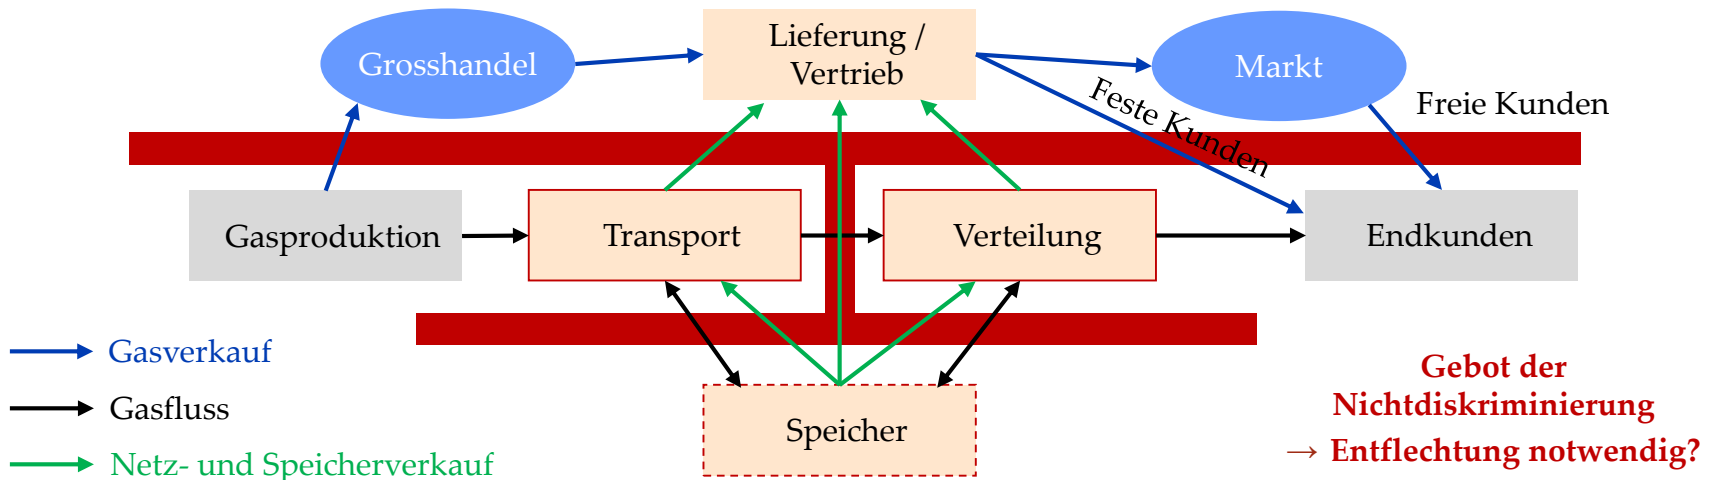 Grosshandel
Lieferung /
Vertrieb
Markt
Freie Kunden
Feste Kunden
Gasproduktion
Transport
Verteilung
Endkunden
Gasverkauf
Gasfluss
Netz- und Speicherverkauf
Speicher
Gebot der
Nichtdiskriminierung
→ Entflechtung notwendig?